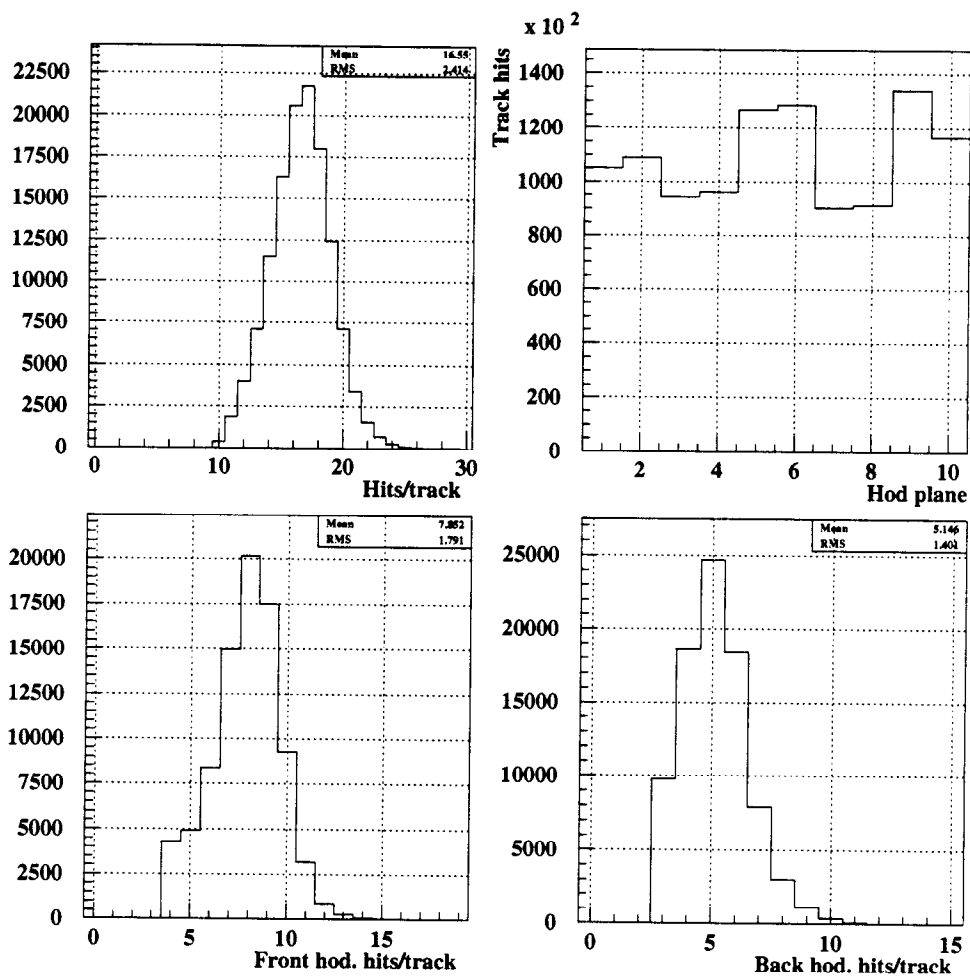 Mean 16.55
RMS 2.414
22500
20000
17500
15000
12500
10000
7500
5000
2500
0
0 10 20 30
Hits/track
x 10 2
Track hits
1400
1200
1000
800
600
400
200
0
2 4 6 8 10
Hod plane
Mean 7.852
RMS 1.791
20000
17500
15000
12500
10000
7500
5000
2500
0
0 5 10 15
Front hod. hits/track
Mean 5.146
RMS 1.401
25000
20000
15000
10000
5000
0
0 5 10 15
Back hod. hits/track